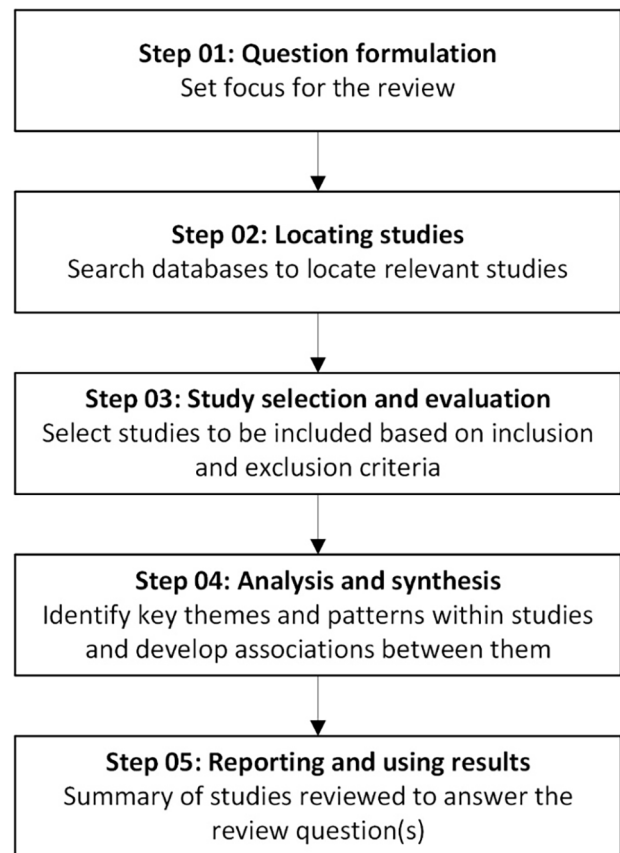 Step 01: Question formulation
Set focus for the review
Step 02: Locating studies
Search databases to locate relevant studies
Step 03: Study selection and evaluation
Select studies to be included based on inclusion
and exclusion criteria
Step 04: Analysis and synthesis
Identify key themes and patterns within studies
and develop associations between them
Step 05: Reporting and using results
Summary of studies reviewed to answer the
review question(s)